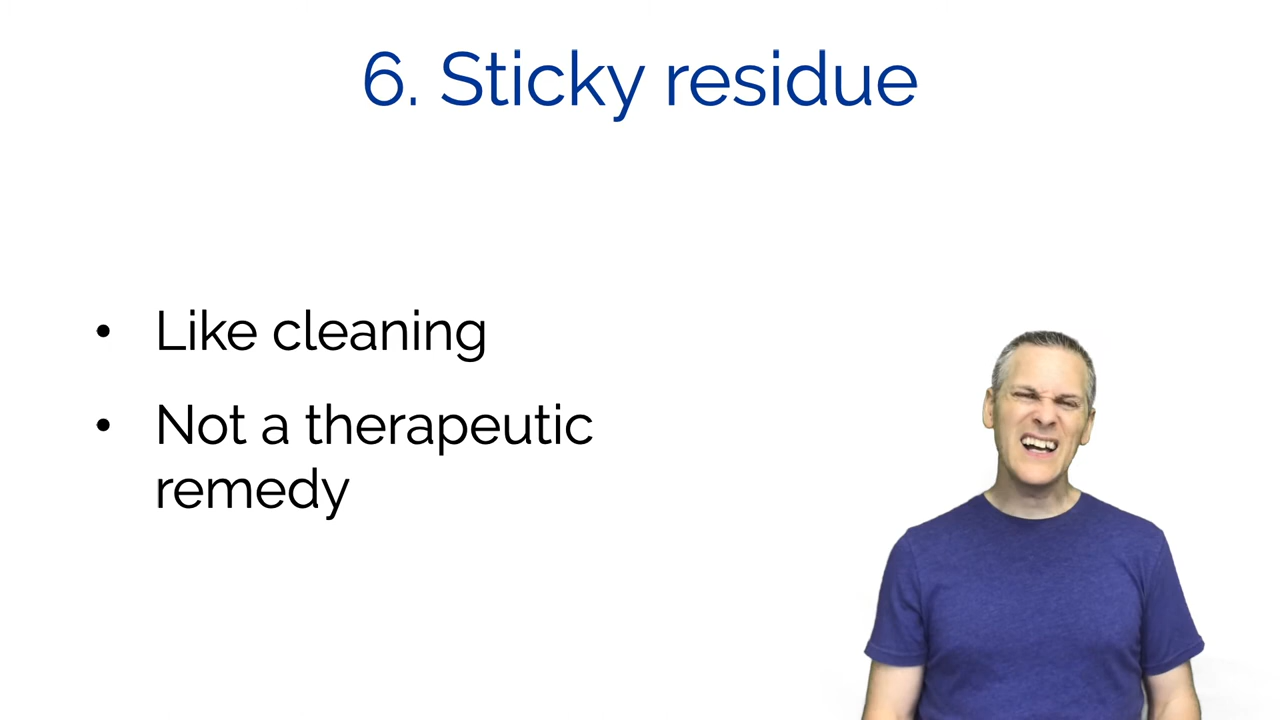 6. Sticky residue
• Like cleaning
• Not a therapeutic
remedy